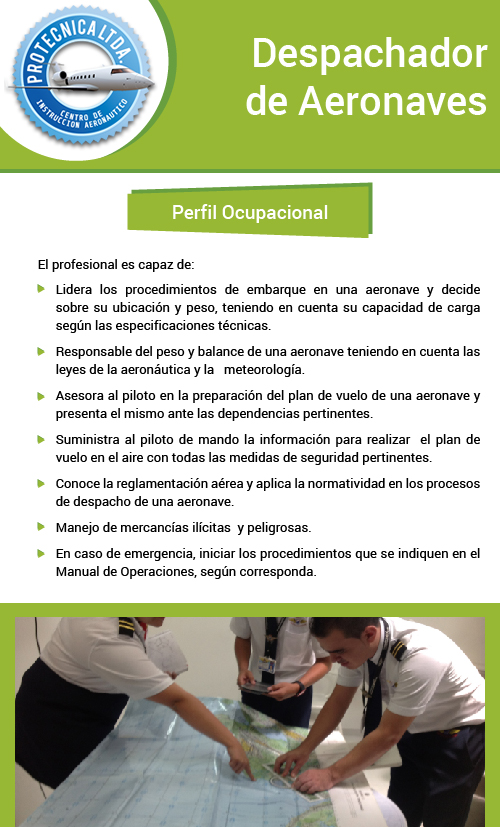 PROTECNICA LTDA.
CENTRO DE
INSTRUCCION AERONAUTICO
Despachador
de Aeronaves
Perfil Ocupacional
El profesional es capaz de:
Lidera los procedimientos de embarque en una aeronave y decide
sobre su ubicación y peso, teniendo en cuenta su capacidad de carga
según las especificaciones técnicas.
Responsable del peso y balance de una aeronave teniendo en cuenta las
leyes de la aeronáutica y la   meteorología.
Asesora al piloto en la preparación del plan de vuelo de una aeronave y
presenta el mismo ante las dependencias pertinentes.
Suministra al piloto de mando la información para realizar  el plan de
vuelo en el aire con todas las medidas de seguridad pertinentes.
Conoce la reglamentación aérea y aplica la normatividad en los procesos
de despacho de una aeronave.
Manejo de mercancías ilícitas  y peligrosas.
En caso de emergencia, iniciar los procedimientos que se indiquen en el
Manual de Operaciones, según corresponda.